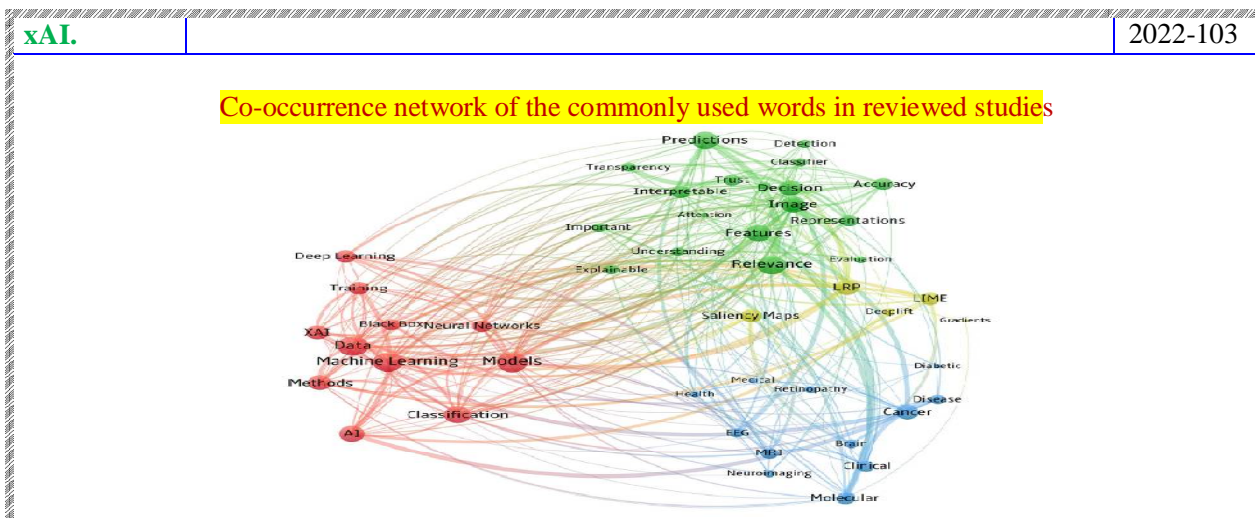 xAI. 2022-103
Co-occurrence network of the commonly used words in reviewed studies
Predictions
Detection
Classifier
Transparency
Trust
Interpretable
Decision
Accuracy
Image
Attention
Representations
Important
Features
Understanding
Deep Learning
Evaluation
Relevance
Explainable
Training
LRP
LIME
Deeplift
Saliency Maps
Gradients
Black Box
Neural Networks
XAI
Data
Machine Learning
Models
Diabetic
Methods
Medical
Retinopathy
Health
Disease
Classification
Cancer
AI
EEG
Brain
MRI
Clinical
Neuroimaging
Molecular